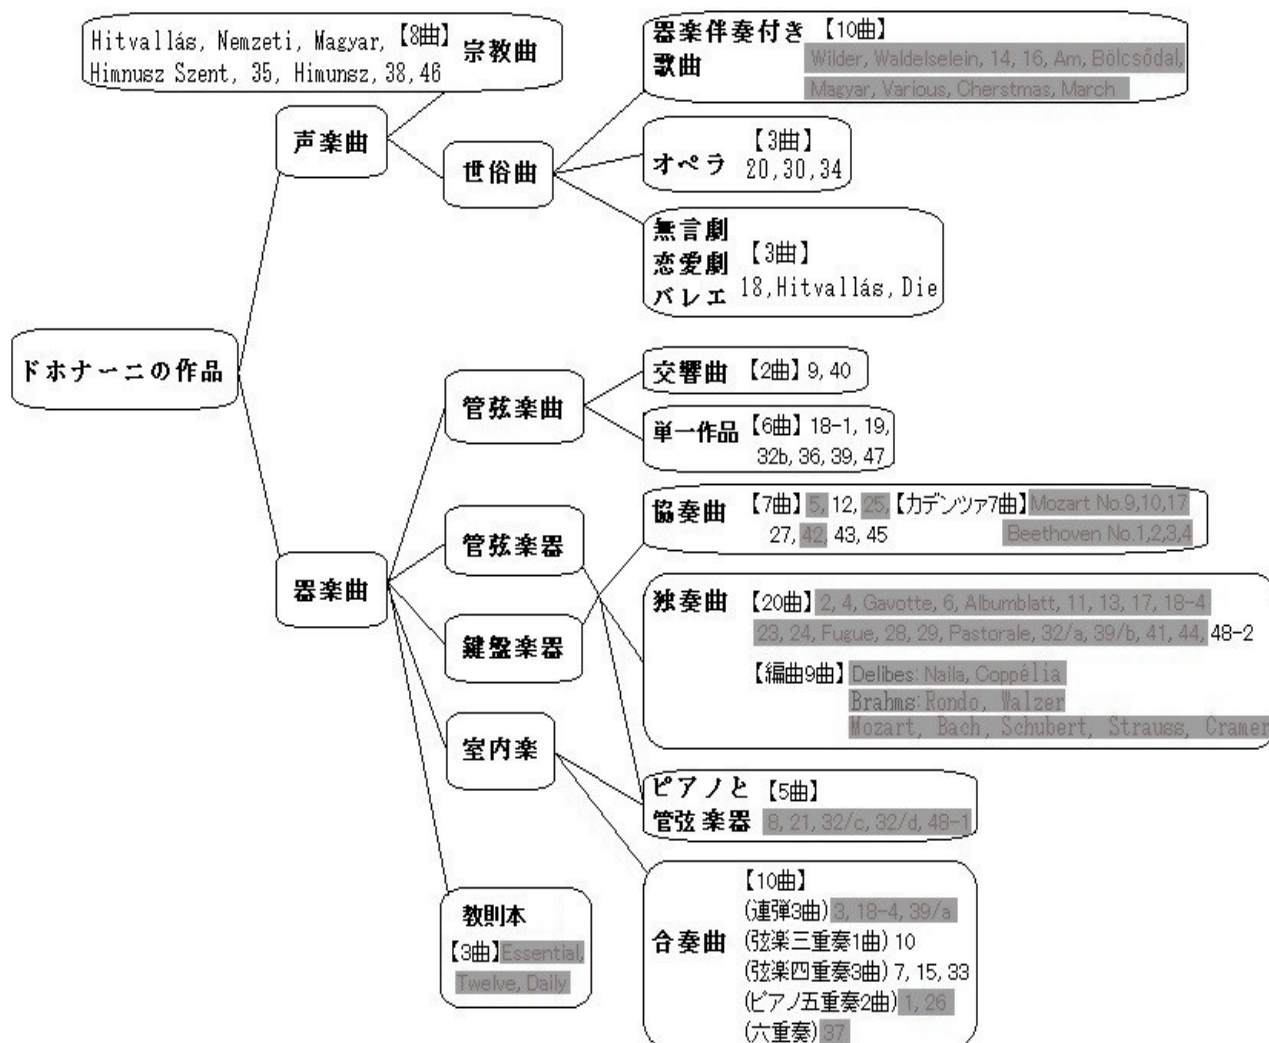 Hitvallás, Nemzeti, Magyar,【8曲】 宗教曲
Himnusz Szent, 35, Himunsz, 38, 46
器楽伴奏付き 【10曲】
歌曲 Wilder, Waldelselein, 14, 16, Am, Bölcsődal,
Magyar, Various, Cherstmas, March
声楽曲
世俗曲
オペラ 【3曲】
20,30,34
無言劇
恋愛劇 【3曲】
バレエ 18,Hitvallás,Die
ドホナーニの作品
管弦楽曲
交響曲 【2曲】9, 40
単一作品 【6曲】18-1, 19,
32b, 36, 39, 47
協奏曲 【7曲】5, 12, 25,【カデンツァ7曲】Mozart No.9,10,17
27, 42, 43, 45 Beethoven No.1,2,3,4
管弦楽器
器楽曲
独奏曲 【20曲】2, 4, Gavotte, 6, Albumblatt, 11, 13, 17, 18-4
23, 24, Fugue, 28, 29, Pastorale, 32/a, 39/b, 41, 44, 48-2
鍵盤楽器
【編曲9曲】Delibes: Naila, Coppélia
Brahms:Rondo, Walzer
Mozart, Bach, Schubert, Strauss, Cramer
室内楽
ピアノと 【5曲】
管弦楽器 8, 21, 32/c, 32/d, 48-1
教則本
【3曲】Essential,
Twelve, Daily
【10曲】
(連弾3曲) 3, 18-4, 39/a
合奏曲 (弦楽三重奏1曲) 10
(弦楽四重奏3曲) 7, 15, 33
(ピアノ五重奏2曲) 1, 26
(六重奏) 37